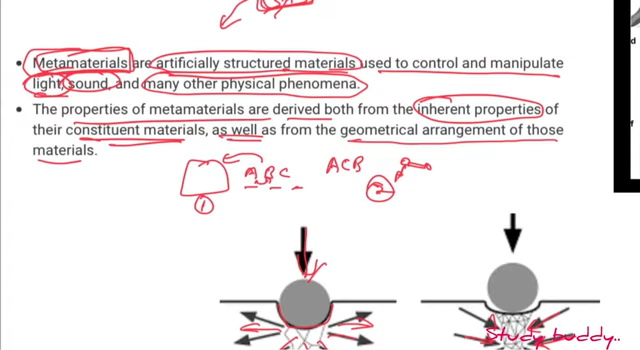 • Metamaterials are artificially structured materials used to control and manipulate
light, sound, and many other physical phenomena.
• The properties of metamaterials are derived both from the inherent properties of
their constituent materials, as well as from the geometrical arrangement of those
materials.
A B C ACB
1 2
Study buddy..